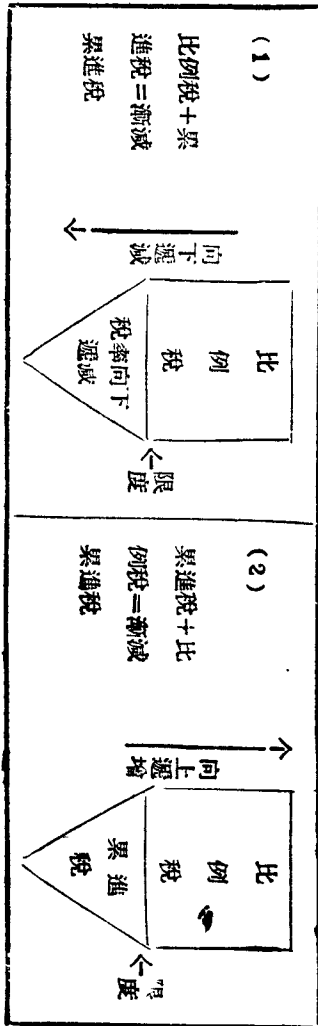 (1)
比例稅+累
進稅=漸減
累進稅
向下遞減
比例稅
稅率向下
遞減
限度
(2)
累進稅+比
例稅=漸減
累進稅
向上遞增
比例稅
累進
稅
限度